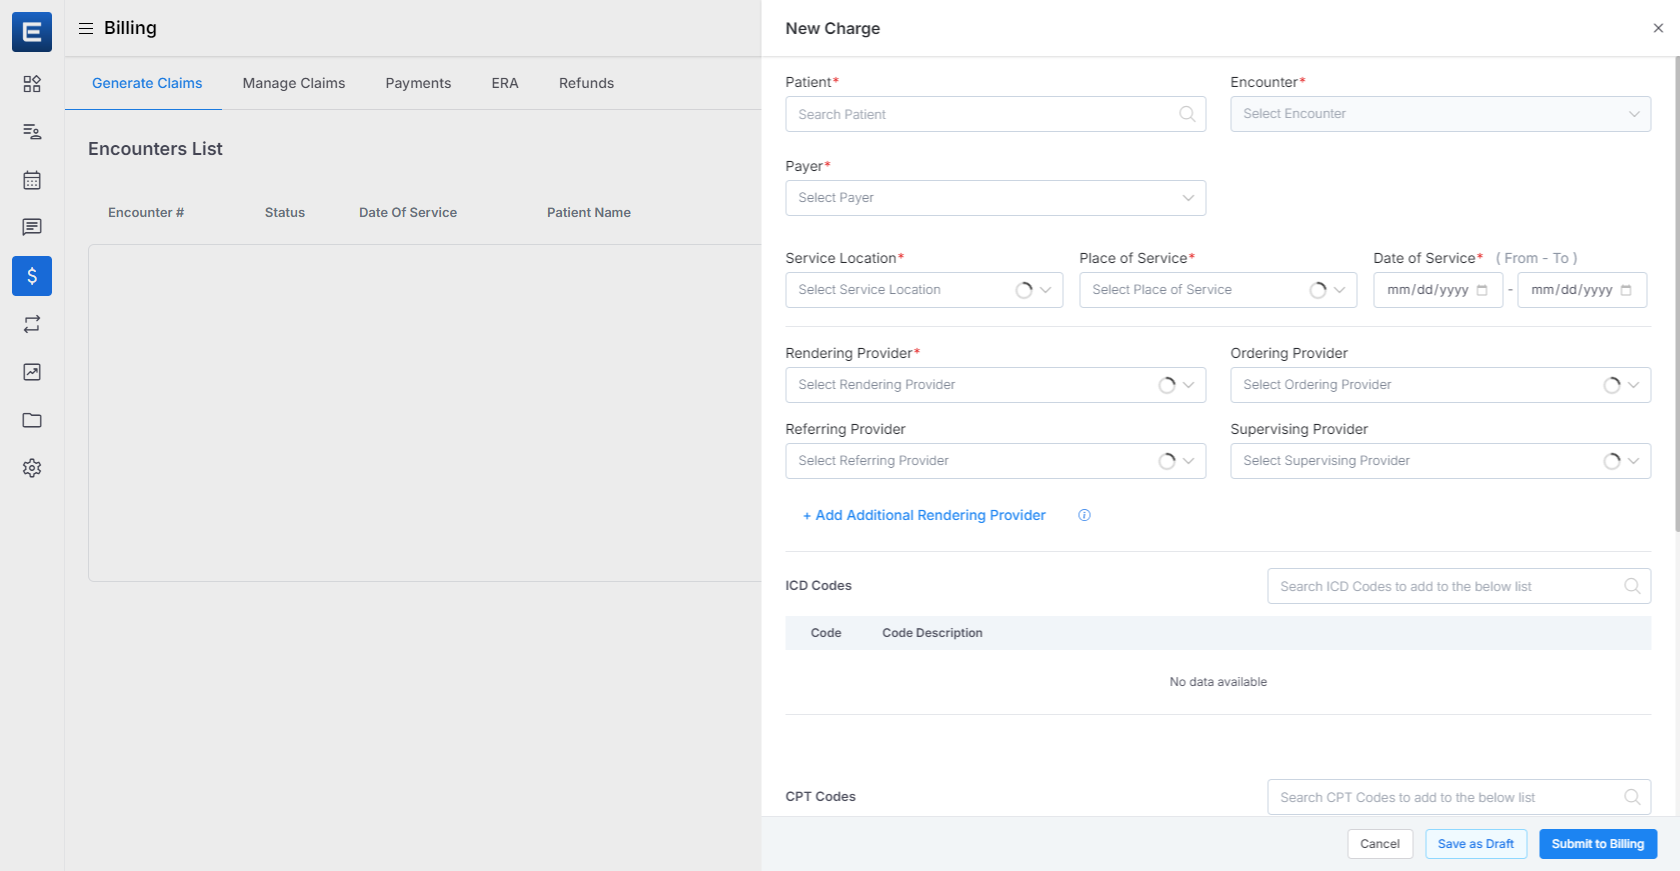 E
Billing
Generate Claims
Manage Claims
Payments
ERA
Refunds
Encounters List
Encounter #
Status
Date Of Service
Patient Name
New Charge
Patient*
Search Patient
Encounter*
Select Encounter
Payer*
Select Payer
Service Location*
Select Service Location
Place of Service*
Select Place of Service
Date of Service* ( From - To )
mm/dd/yyyy - mm/dd/yyyy
Rendering Provider*
Select Rendering Provider
Ordering Provider
Select Ordering Provider
Referring Provider
Select Referring Provider
Supervising Provider
Select Supervising Provider
+ Add Additional Rendering Provider
ICD Codes
Search ICD Codes to add to the below list
Code
Code Description
No data available
CPT Codes
Search CPT Codes to add to the below list
Cancel
Save as Draft
Submit to Billing